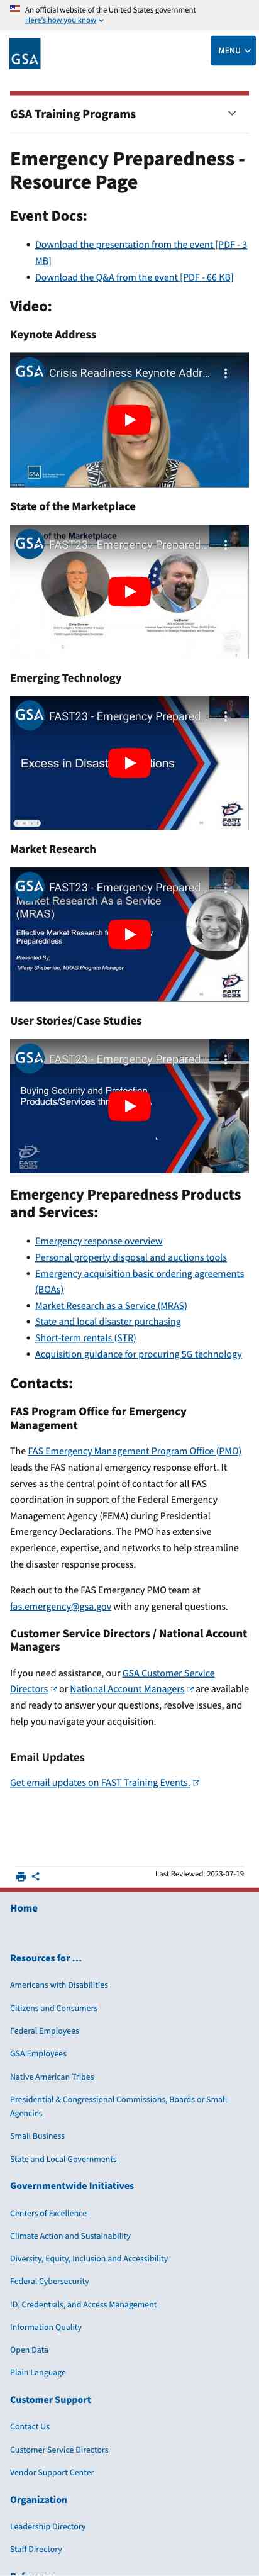 An official website of the United States government
Here's how you know
GSA
MENU
GSA Training Programs
Emergency Preparedness -
Resource Page
Event Docs:
Download the presentation from the event [PDF - 3
MB]
Download the Q&A from the event [PDF - 66 KB]
Video:
Keynote Address
GSA
Crisis Readiness Keynote Addr...
GSA
State of the Marketplace
of the Marketplace
GSA
FAST23 - Emergency Prepared
Emerging Technology
GSA
FAST23 - Emergency Prepared
Excess in Disast
tions
FAST
2023
Market Research
GSA
FAST23 - Emergency Prepared
Market Research As a Service
(MRAS)
Effective Market Research f
Preparedness
Presented By:
Tiffany Shabanian, MRAS Program Manager
FAST
2023
User Stories/Case Studies
GSA
FAST23 - Emergency Prepared
Buying Security and Protection
Products/Services thr
FAST
2023
Emergency Preparedness Products
and Services:
Emergency response overview
Personal property disposal and auctions tools
Emergency acquisition basic ordering agreements
(BOAs)
Market Research as a Service (MRAS)
State and local disaster purchasing
Short-term rentals (STR)
Acquisition guidance for procuring 5G technology
Contacts:
FAS Program Office for Emergency
Management
The FAS Emergency Management Program Office (PMO)
leads the FAS national emergency response effort. It
serves as the central point of contact for all FAS
coordination in support of the Federal Emergency
Management Agency (FEMA) during Presidential
Emergency Declarations. The PMO has extensive
experience, expertise, and networks to help streamline
the disaster response process.
Reach out to the FAS Emergency PMO team at
fas.emergency@gsa.gov with any general questions.
Customer Service Directors / National Account
Managers
If you need assistance, our GSA Customer Service
Directors or National Account Managers are available
and ready to answer your questions, resolve issues, and
help you navigate your acquisition.
Email Updates
Get email updates on FAST Training Events.
Last Reviewed: 2023-07-19
Home
Resources for ...
Americans with Disabilities
Citizens and Consumers
Federal Employees
GSA Employees
Native American Tribes
Presidential & Congressional Commissions, Boards or Small
Agencies
Small Business
State and Local Governments
Governmentwide Initiatives
Centers of Excellence
Climate Action and Sustainability
Diversity, Equity, Inclusion and Accessibility
Federal Cybersecurity
ID, Credentials, and Access Management
Information Quality
Open Data
Plain Language
Customer Support
Contact Us
Customer Service Directors
Vendor Support Center
Organization
Leadership Directory
Staff Directory